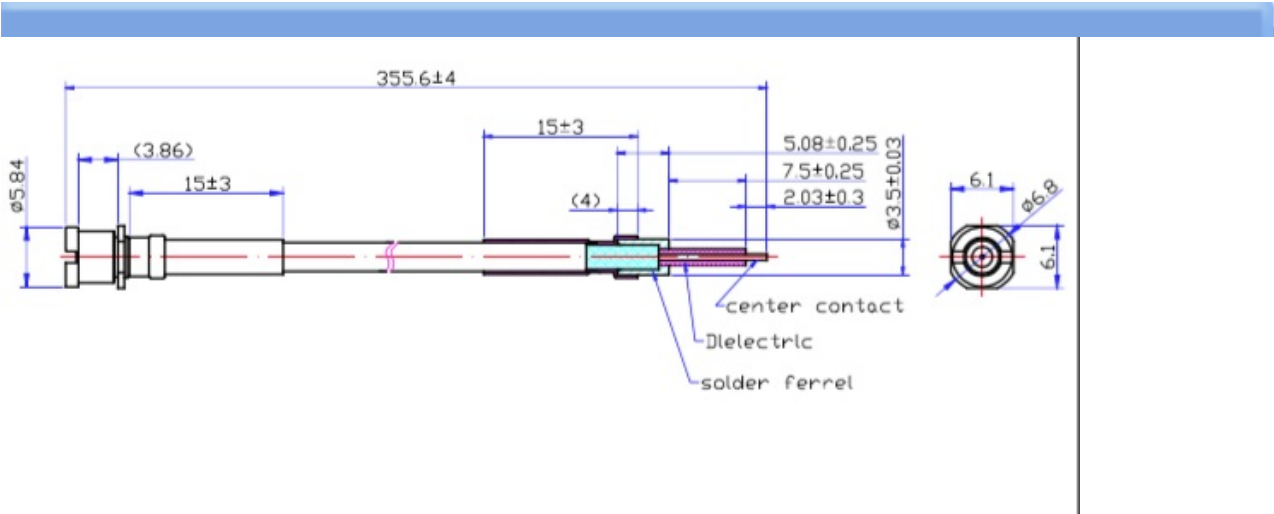 355.6±4
15±3
5.08±0.25
(3.86)
7.5±0.25
15±3
(4)
2.03±0.3
ø5.84
ø3.5±0.03
6.1
ø6.8
6.1
center contact
Dielectric
solder ferrel